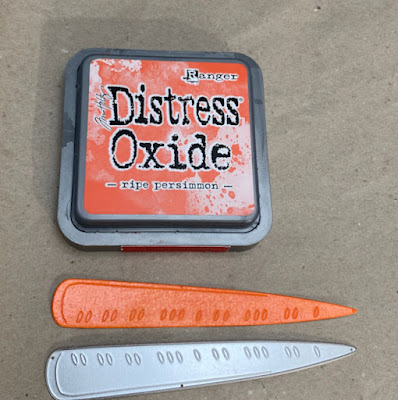 Ranger
Tim Holtz
Distress®
Oxide
— ripe persimmon —